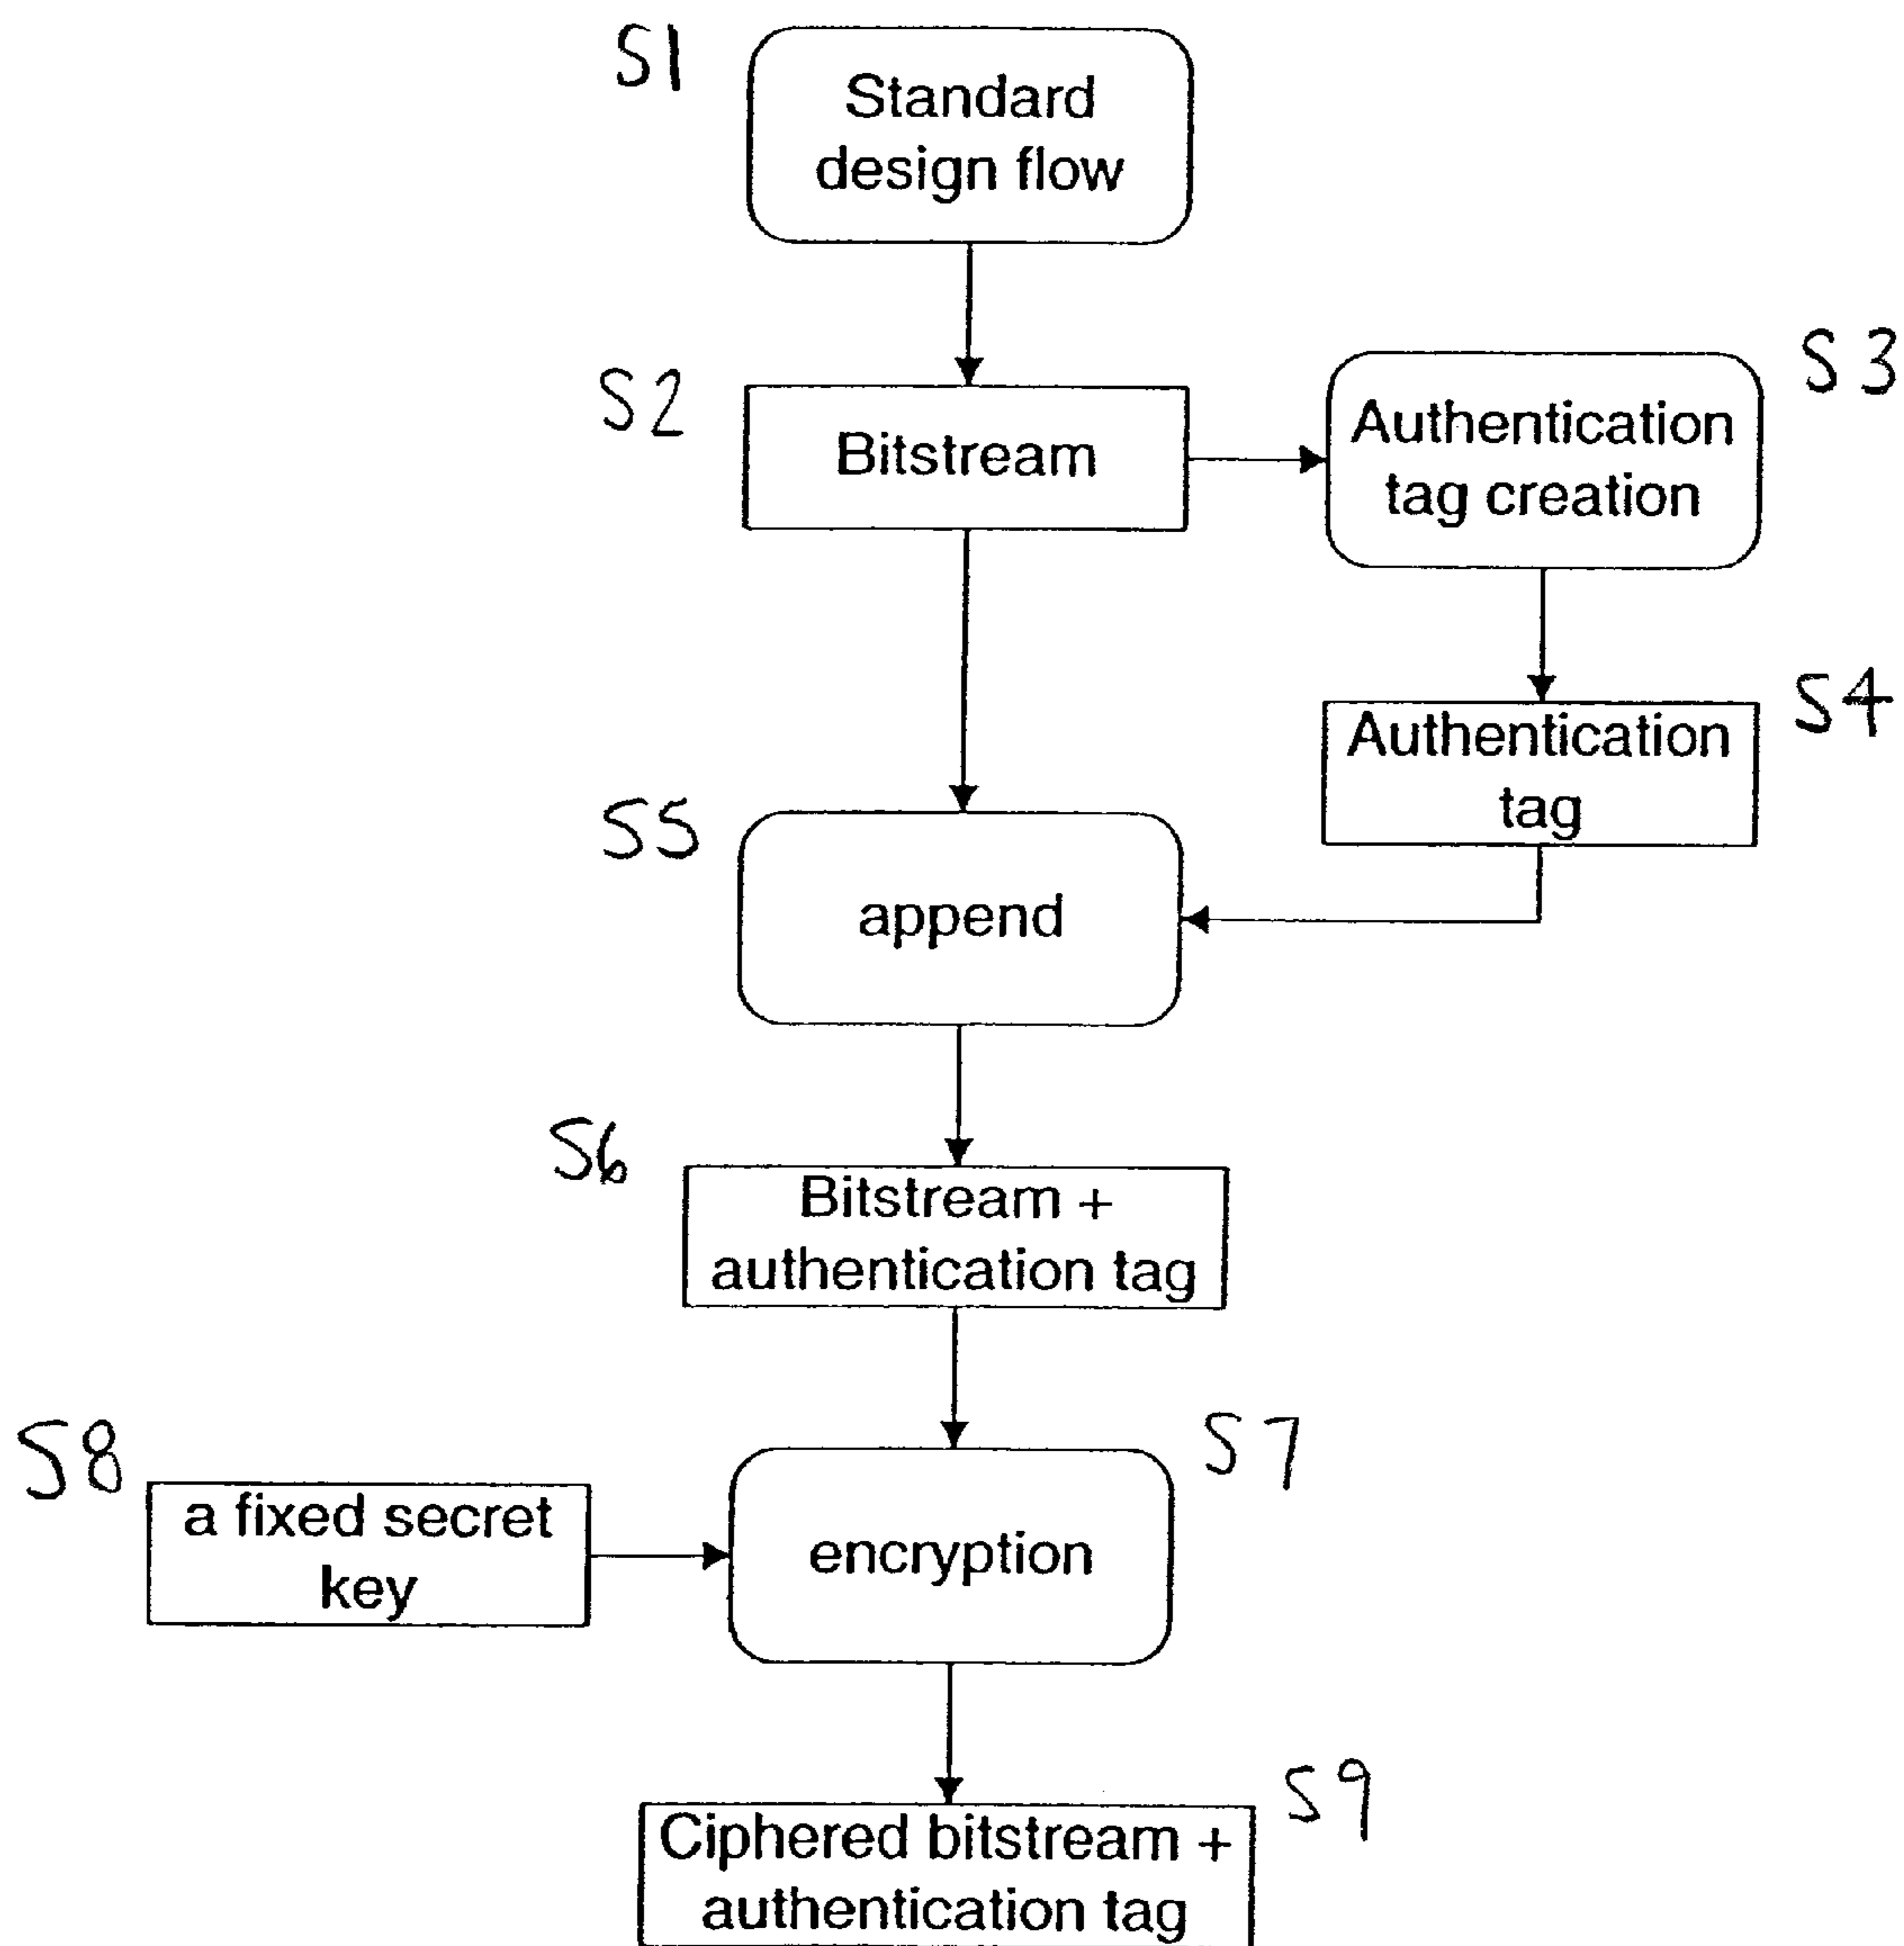 S1
Standard
design flow
S2
Bitstream
S3
Authentication
tag creation
S4
Authentication
tag
S5
append
S6
Bitstream +
authentication tag
S8
a fixed secret
key
S7
encryption
S9
Ciphered bitstream +
authentication tag